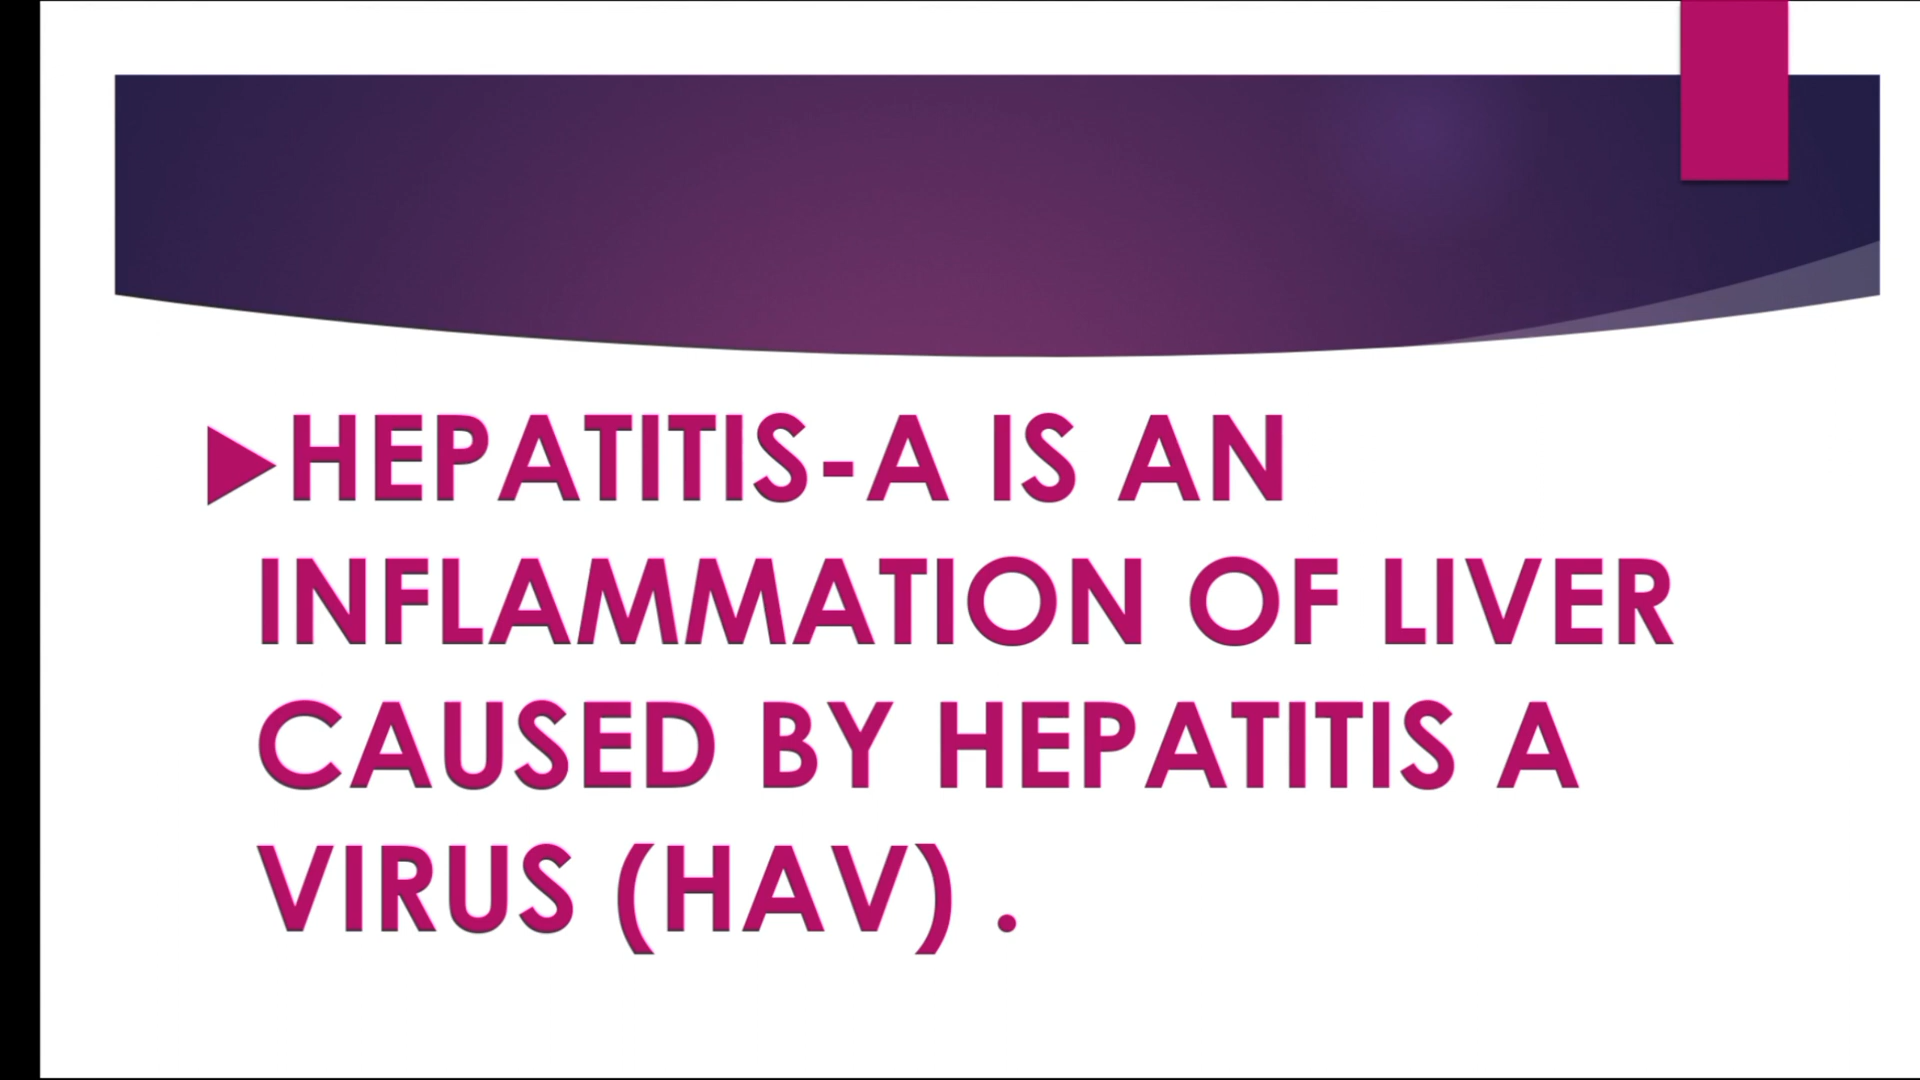 HEPATITIS-A IS AN
INFLAMMATION OF LIVER
CAUSED BY HEPATITIS A
VIRUS (HAV) .